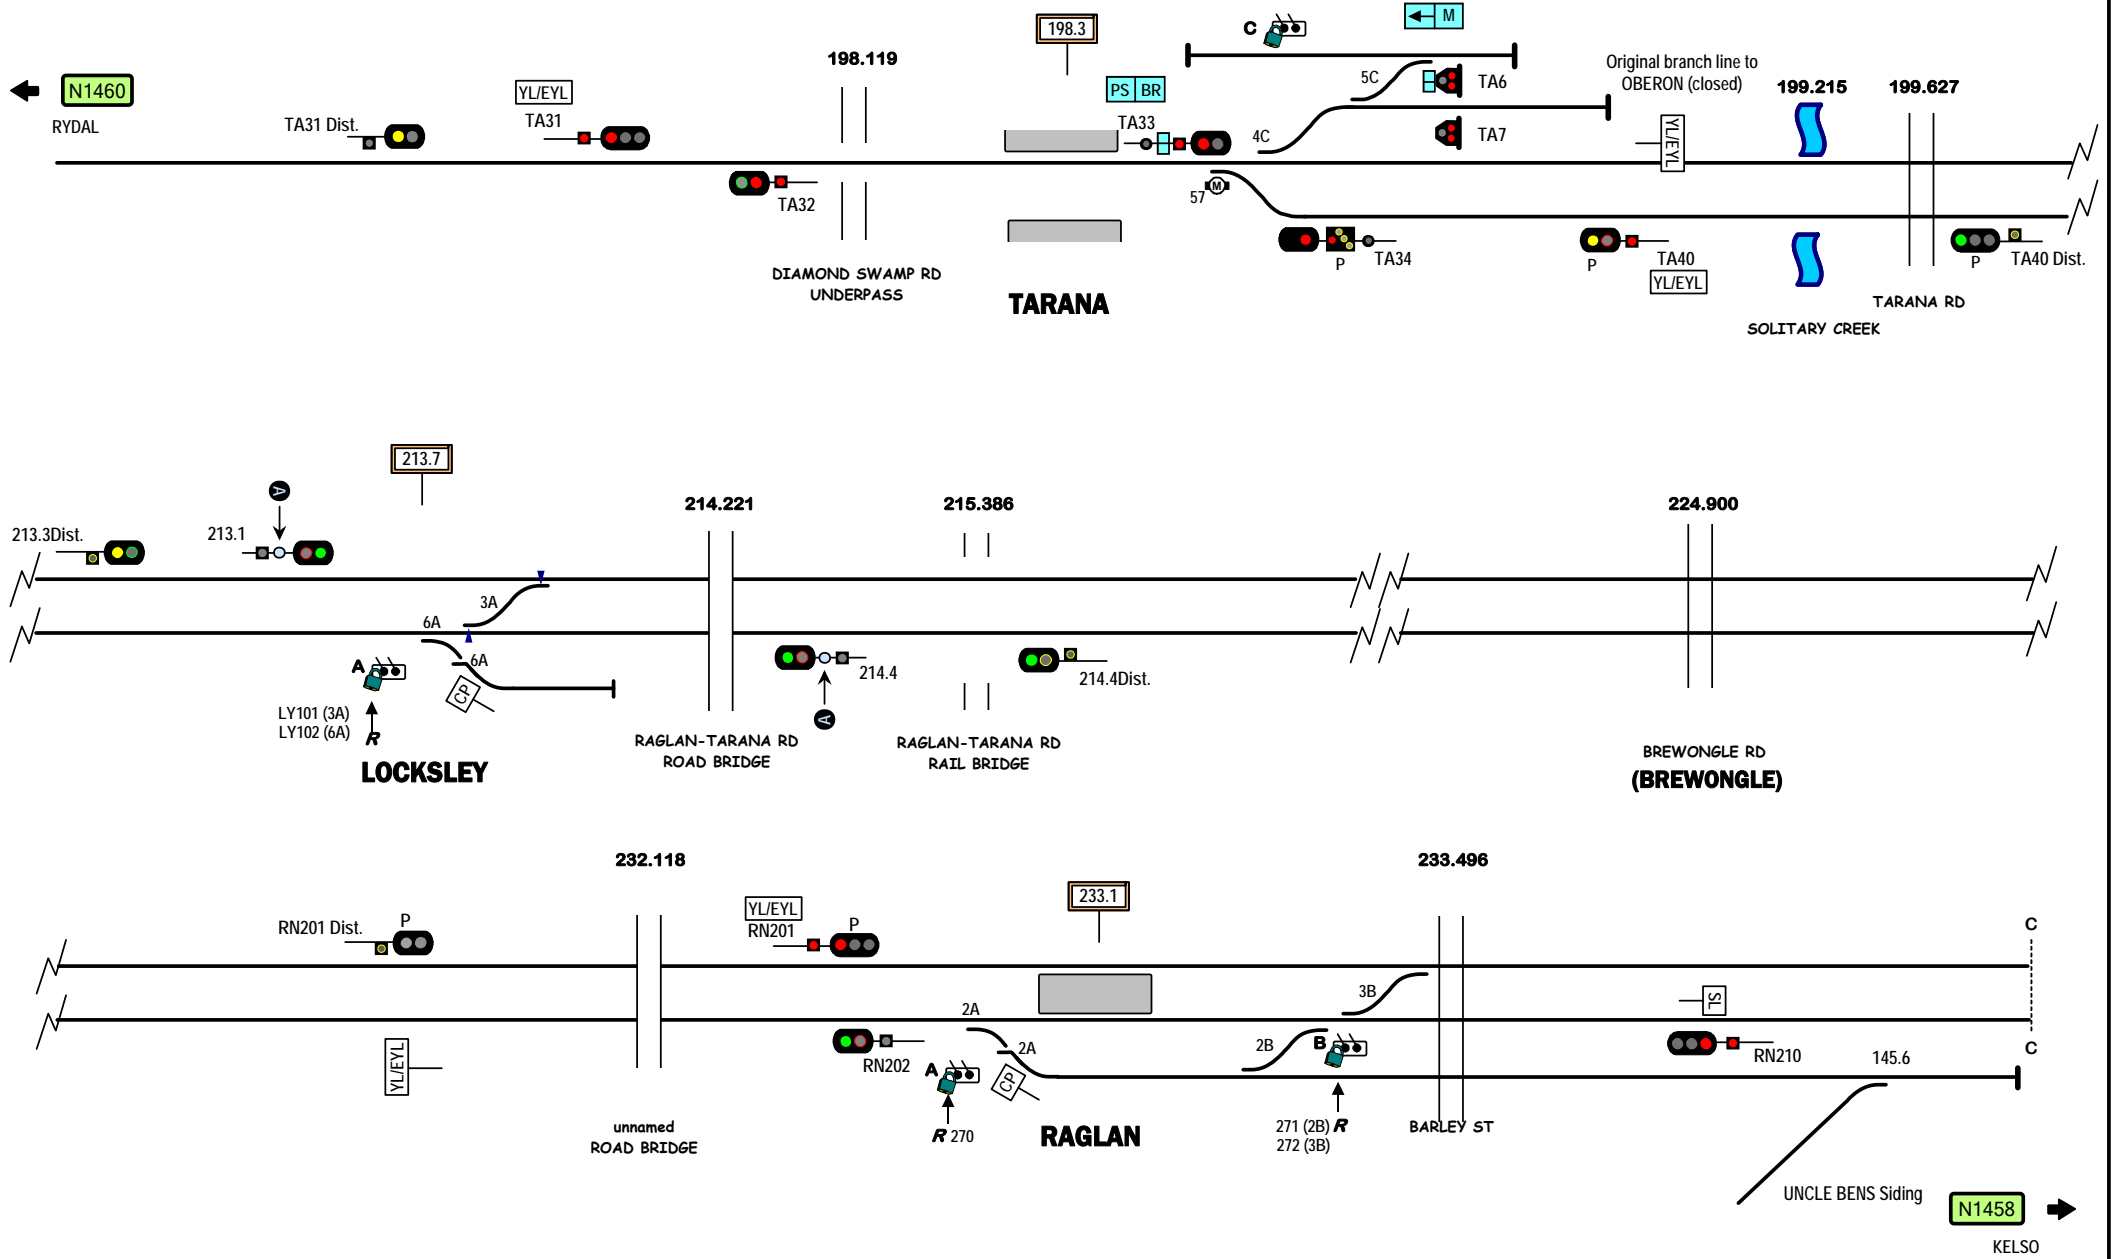 N1460
RYDAL
TA31 Dist.
YL/EYL
TA31
TA32
198.119
DIAMOND SWAMP RD
UNDERPASS
198.3
TARANA
PS BR
TA33
57
M
C
M
5C
4C
TA6
TA7
P
TA34
Original branch line to
OBERON (closed)
YL/EYL
P
TA40
YL/EYL
199.215
SOLITARY CREEK
199.627
TARANA RD
P
TA40 Dist.
213.3Dist.
213.1
A
213.7
3A
6A
6A
A
CP
LY101 (3A)
LY102 (6A)
R
LOCKSLEY
214.221
RAGLAN-TARANA RD
ROAD BRIDGE
214.4
A
215.386
RAGLAN-TARANA RD
RAIL BRIDGE
214.4Dist.
224.900
BREWONGLE RD
(BREWONGLE)
RN201 Dist.
P
YL/EYL
232.118
unnamed
ROAD BRIDGE
YL/EYL
RN201
P
RN202
233.1
2A
2A
A
CP
R 270
RAGLAN
2B
3B
B
271 (2B) R
272 (3B)
233.496
BARLEY ST
SL
RN210
145.6
C
C
UNCLE BENS Siding
N1458
KELSO